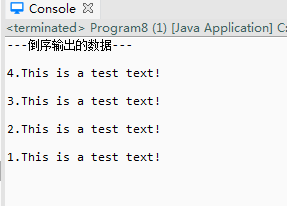 Console
<terminated> Program8 (1) [Java Application] C:
---倒序输出的数据---
4.This is a test text!
3.This is a test text!
2.This is a test text!
1.This is a test text!